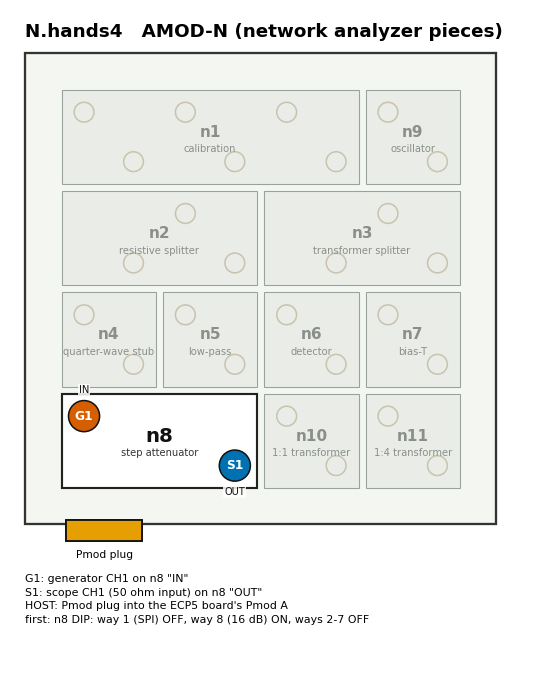 N.hands4 AMOD-N (network analyzer pieces)
n1
calibration
n9
oscillator
n2
resistive splitter
n3
transformer splitter
n4
quarter-wave stub
n5
low-pass
n6
detector
n7
bias-T
IN
G1
n8
step attenuator
S1
OUT
n10
1:1 transformer
n11
1:4 transformer
Pmod plug
G1: generator CH1 on n8 "IN"
S1: scope CH1 (50 ohm input) on n8 "OUT"
HOST: Pmod plug into the ECP5 board's Pmod A
first: n8 DIP: way 1 (SPI) OFF, way 8 (16 dB) ON, ways 2-7 OFF